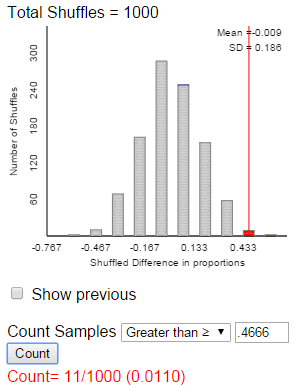 Total Shuffles = 1000
Mean =-0.009
SD = 0.186
Number of Shuffles
300
240
180
120
60
-0.767 -0.467 -0.167 0.133 0.433
Shuffled Difference in proportions
Show previous
Count Samples Greater than ≥ .4666
Count
Count= 11/1000 (0.0110)